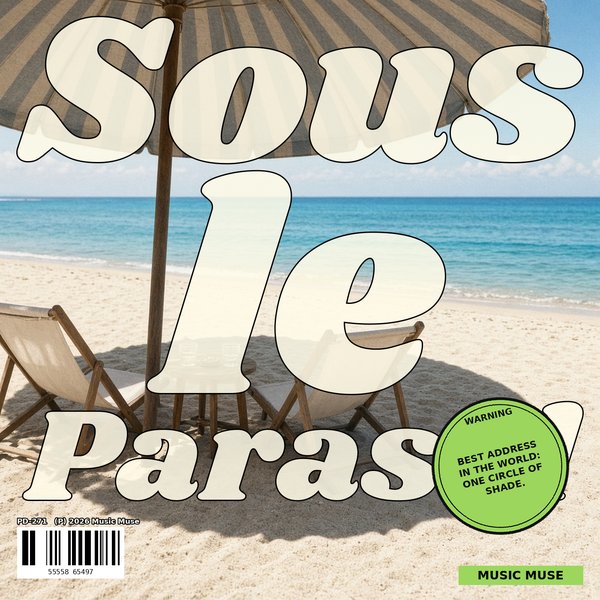 Sous
le
Paras
WARNING
BEST ADDRESS
IN THE WORLD:
ONE CIRCLE OF
SHADE.
PD-271 (P) 2026 Music Muse
55558 65497
MUSIC MUSE